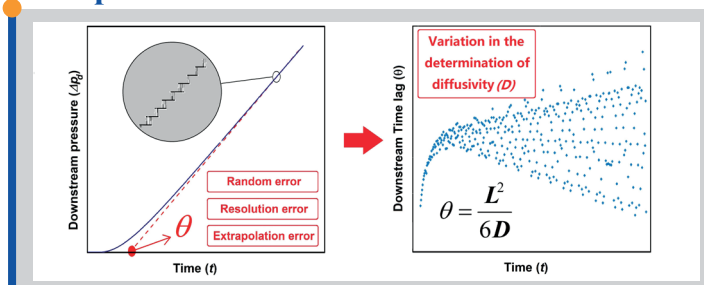 Downstream pressure (Δpd)
Random error
Resolution error
Extrapolation error
θ
Time (t)
Variation in the
determination of
diffusivity (D)
Downstream Time lag (θ)
θ = L²
6D
Time (t)